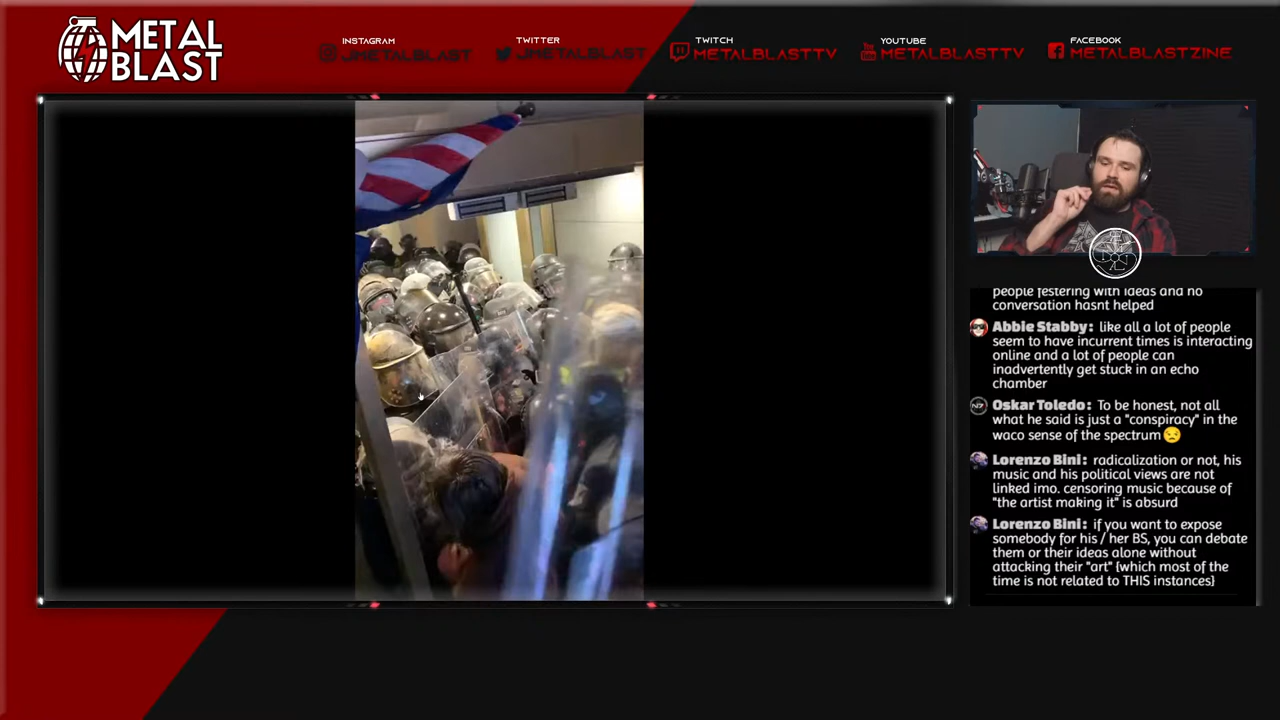 METAL
BLAST
INSTAGRAM
JMETALBLAST
TWITTER
JMETALBLAST
TWITCH
METALBLASTTV
YOUTUBE
METALBLASTTV
FACEBOOK
METALBLASTZINE
people festering with ideas and no
conversation hasnt helped
Abbie Stabby: like all a lot of people
seem to have incurrent times is interacting
online and a lot of people can
inadvertently get stuck in an echo
chamber
Oskar Toledo: To be honest, not all
what he said is just a "conspiracy" in the
waco sense of the spectrum😒
Lorenzo Bini: radicalization or not, his
music and his political views are not
linked imo. censoring music because of
"the artist making it" is absurd
Lorenzo Bini: if you want to expose
somebody for his / her BS, you can debate
them or their ideas alone without
attacking their "art" {which most of the
time is not related to THIS instances}